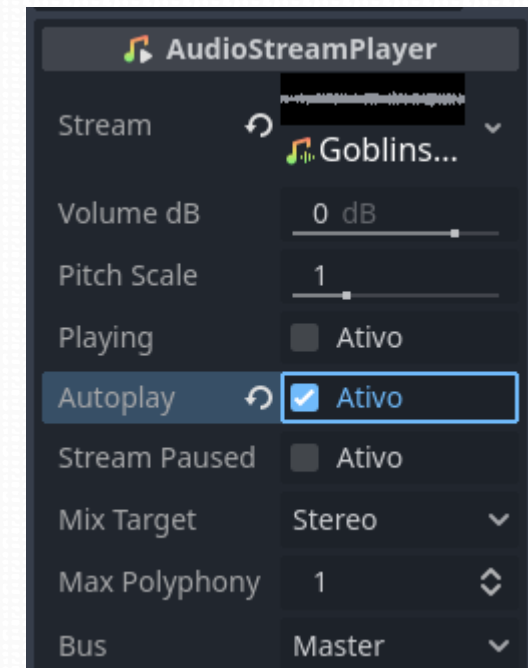 AudioStreamPlayer
Stream
Goblins...
Volume dB 0 dB
Pitch Scale 1
Playing Ativo
Autoplay Ativo
Stream Paused Ativo
Mix Target Stereo
Max Polyphony 1
Bus Master